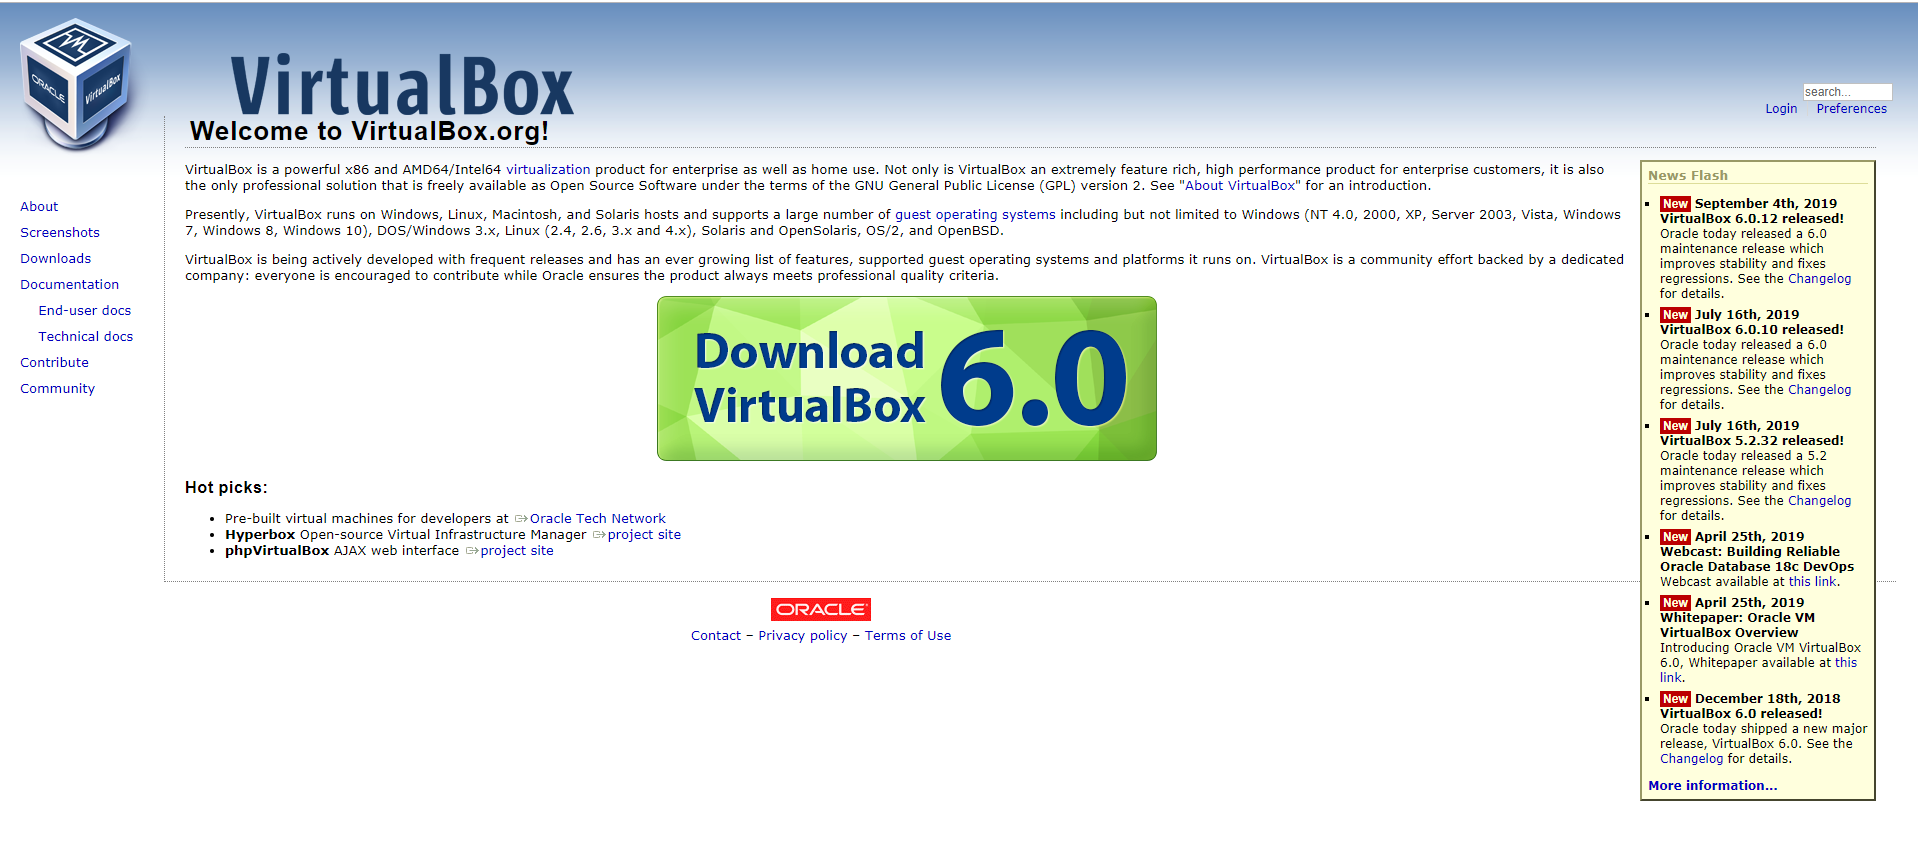 ORACLE
VirtualBox
VirtualBox
Welcome to VirtualBox.org!
search...
Login
Preferences
About
Screenshots
Downloads
Documentation
End-user docs
Technical docs
Contribute
Community
VirtualBox is a powerful x86 and AMD64/Intel64 virtualization product for enterprise as well as home use. Not only is VirtualBox an extremely feature rich, high performance product for enterprise customers, it is also
the only professional solution that is freely available as Open Source Software under the terms of the GNU General Public License (GPL) version 2. See "About VirtualBox" for an introduction.
Presently, VirtualBox runs on Windows, Linux, Macintosh, and Solaris hosts and supports a large number of guest operating systems including but not limited to Windows (NT 4.0, 2000, XP, Server 2003, Vista, Windows
7, Windows 8, Windows 10), DOS/Windows 3.x, Linux (2.4, 2.6, 3.x and 4.x), Solaris and OpenSolaris, OS/2, and OpenBSD.
VirtualBox is being actively developed with frequent releases and has an ever growing list of features, supported guest operating systems and platforms it runs on. VirtualBox is a community effort backed by a dedicated
company: everyone is encouraged to contribute while Oracle ensures the product always meets professional quality criteria.
Download
VirtualBox
6.0
Hot picks:
Pre-built virtual machines for developers at Oracle Tech Network
Hyperbox Open-source Virtual Infrastructure Manager project site
phpVirtualBox AJAX web interface project site
ORACLE
Contact – Privacy policy – Terms of Use
News Flash
New September 4th, 2019
VirtualBox 6.0.12 released!
Oracle today released a 6.0
maintenance release which
improves stability and fixes
regressions. See the Changelog
for details.
New July 16th, 2019
VirtualBox 6.0.10 released!
Oracle today released a 6.0
maintenance release which
improves stability and fixes
regressions. See the Changelog
for details.
New July 16th, 2019
VirtualBox 5.2.32 released!
Oracle today released a 5.2
maintenance release which
improves stability and fixes
regressions. See the Changelog
for details.
New April 25th, 2019
Webcast: Building Reliable
Oracle Database 18c DevOps
Webcast available at this link.
New April 25th, 2019
Whitepaper: Oracle VM
VirtualBox Overview
Introducing Oracle VM VirtualBox
6.0, Whitepaper available at this
link.
New December 18th, 2018
VirtualBox 6.0 released!
Oracle today shipped a new major
release, VirtualBox 6.0. See the
Changelog for details.
More information...